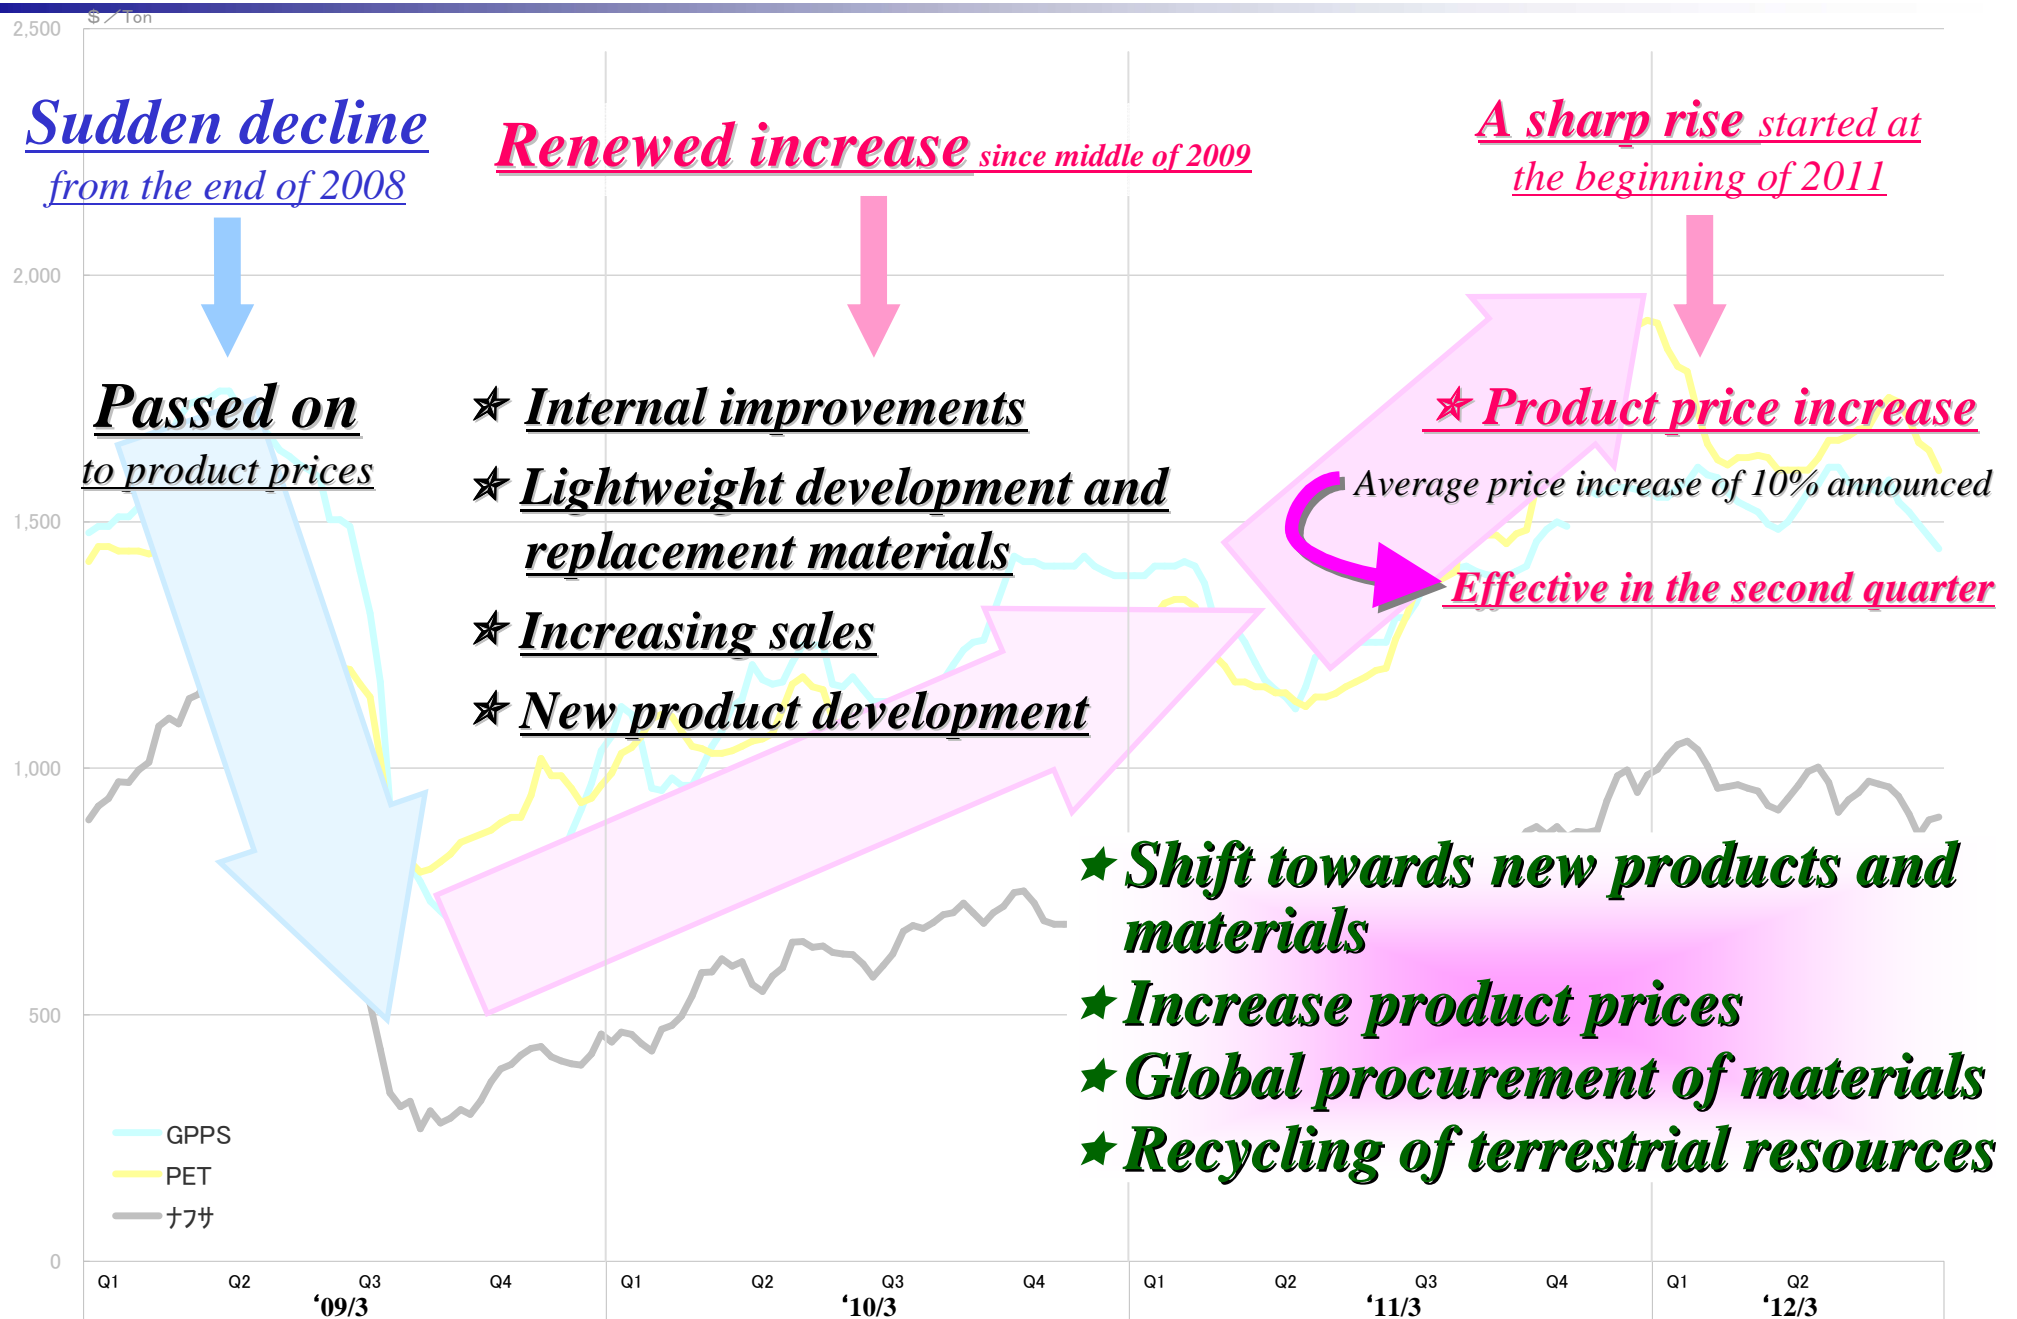 $／Ton
2,500
2,000
1,500
1,000
500
0
Sudden decline
from the end of 2008
Renewed increase since middle of 2009
A sharp rise started at
the beginning of 2011
Passed on
to product prices
✯ Internal improvements
✯ Lightweight development and
replacement materials
✯ Increasing sales
✯ New product development
✯ Product price increase
Average price increase of 10% announced
Effective in the second quarter
★ Shift towards new products and
materials
★ Increase product prices
★ Global procurement of materials
★ Recycling of terrestrial resources
GPPS
PET
ﾅﾌｻ
Q1 Q2 Q3 Q4 Q1 Q2 Q3 Q4 Q1 Q2 Q3 Q4 Q1 Q2
‘09/3 ‘10/3 ‘11/3 ‘12/3